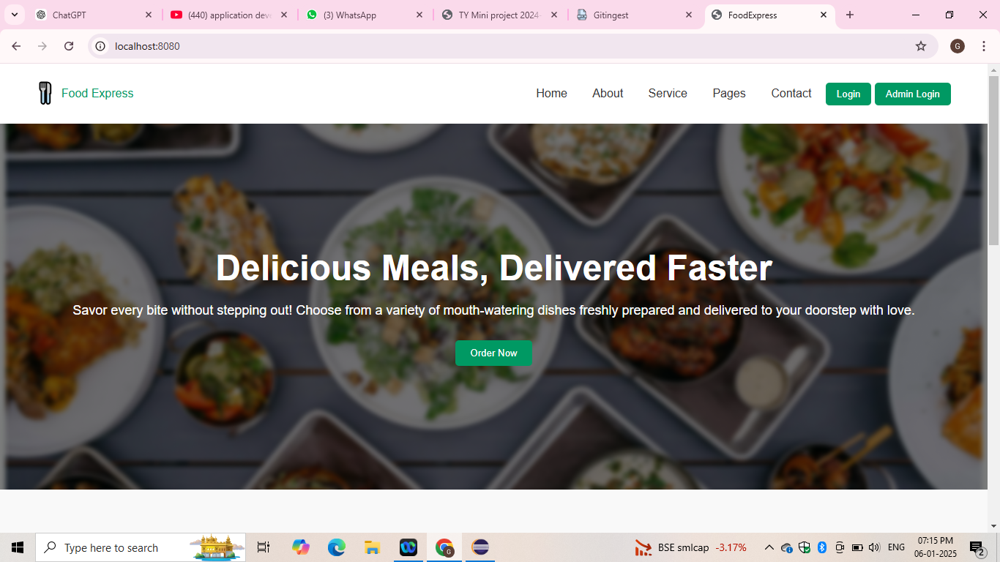 ChatGPT
(440) application deve
(3) WhatsApp
TY Mini project 2024-
Gitingest
FoodExpress
localhost:8080
G
Food Express
Home
About
Service
Pages
Contact
Login
Admin Login
Delicious Meals, Delivered Faster
Savor every bite without stepping out! Choose from a variety of mouth-watering dishes freshly prepared and delivered to your doorstep with love.
Order Now
Type here to search
G
BSE smlcap -3.17%
ENG
07:15 PM
06-01-2025
2